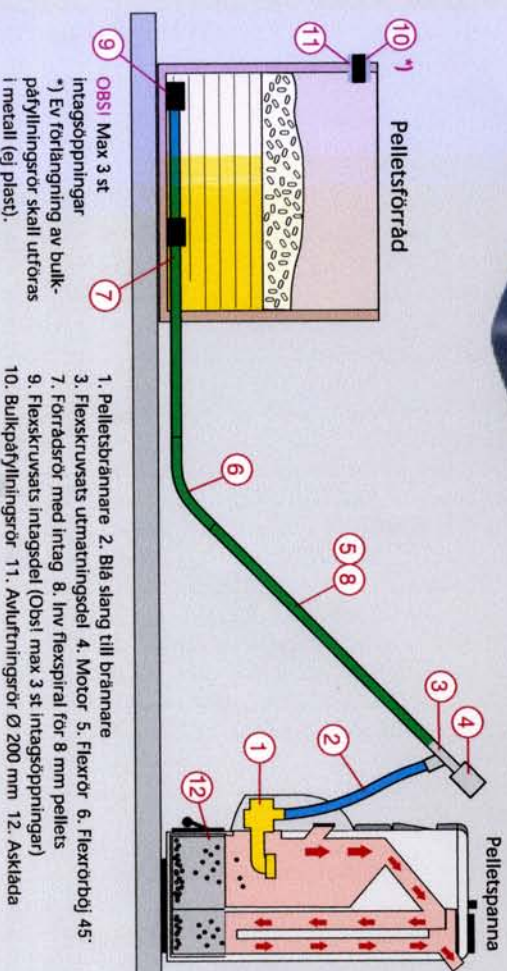 Pelletsförråd
Pelletspanna
10 *)
11
9
7
6
5
8
3
4
2
1
12
OBS! Max 3 st
intagsöppningar
*) Ev förlängning av bulk-
påfyllningsrör skall utföras
i metall (ej plast).
1. Pelletsbrännare 2. Blå slang till brännare
3. Flexskruvsats utmatningsdel 4. Motor 5. Flexrör 6. Flexrörböj 45°
7. Förrådsrör med intag 8. Inv flexspiral för 8 mm pellets
9. Flexskruvsats intagsdel (Obs! max 3 st intagsöppningar)
10. Bulkpåfyllningsrör 11. Avluftningsrör Ø 200 mm 12. Asklåda